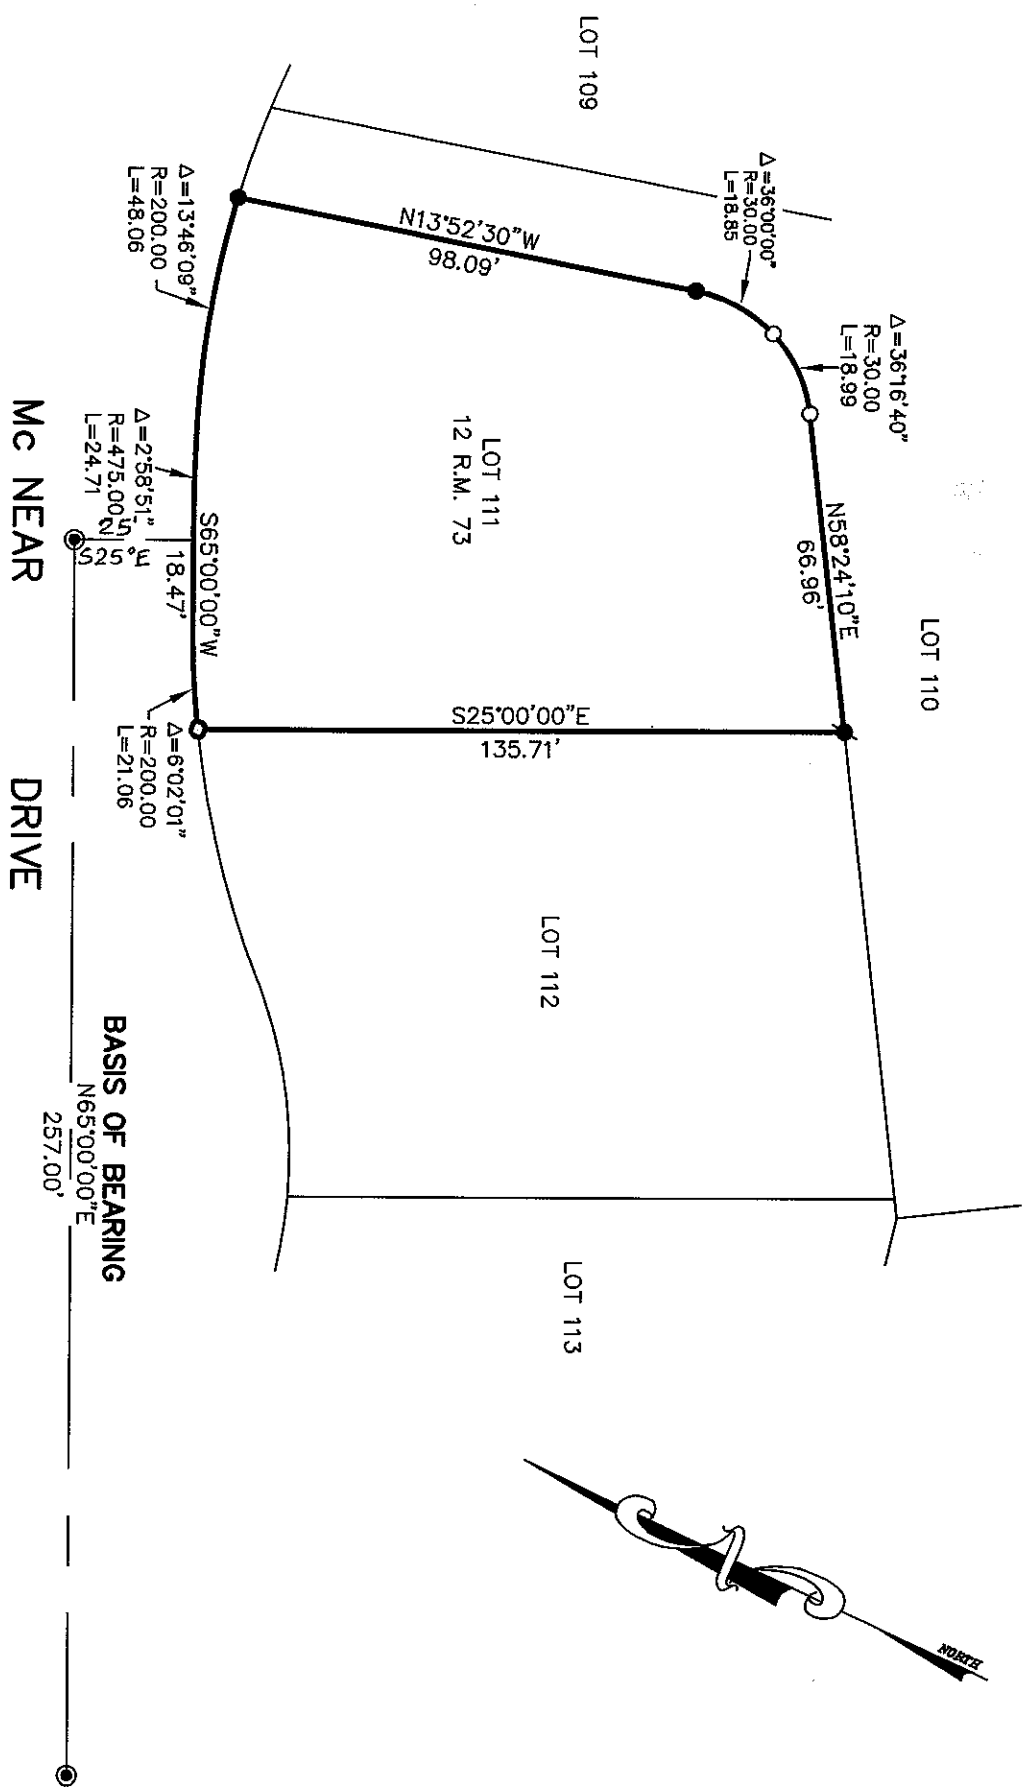 LOT 109
Δ=36°00'00"
R=30.00
L=18.85
N13°52'30"W
98.09'
Δ=36°16'40"
R=30.00
L=18.99
Δ=13°46'09"
R=200.00
L=48.06
LOT 111
12 R.M. 73
N58°24'10"E
66.96'
LOT 110
Δ=2°58'51"
R=475.00
L=24.71
25
S25°E
S65°00'00"W
18.47'
S25°00'00"E
135.71'
Δ=6°02'01"
R=200.00
L=21.06
Mc NEAR DRIVE
LOT 112
BASIS OF BEARING
N65°00'00"E
257.00'
LOT 113
NORTH